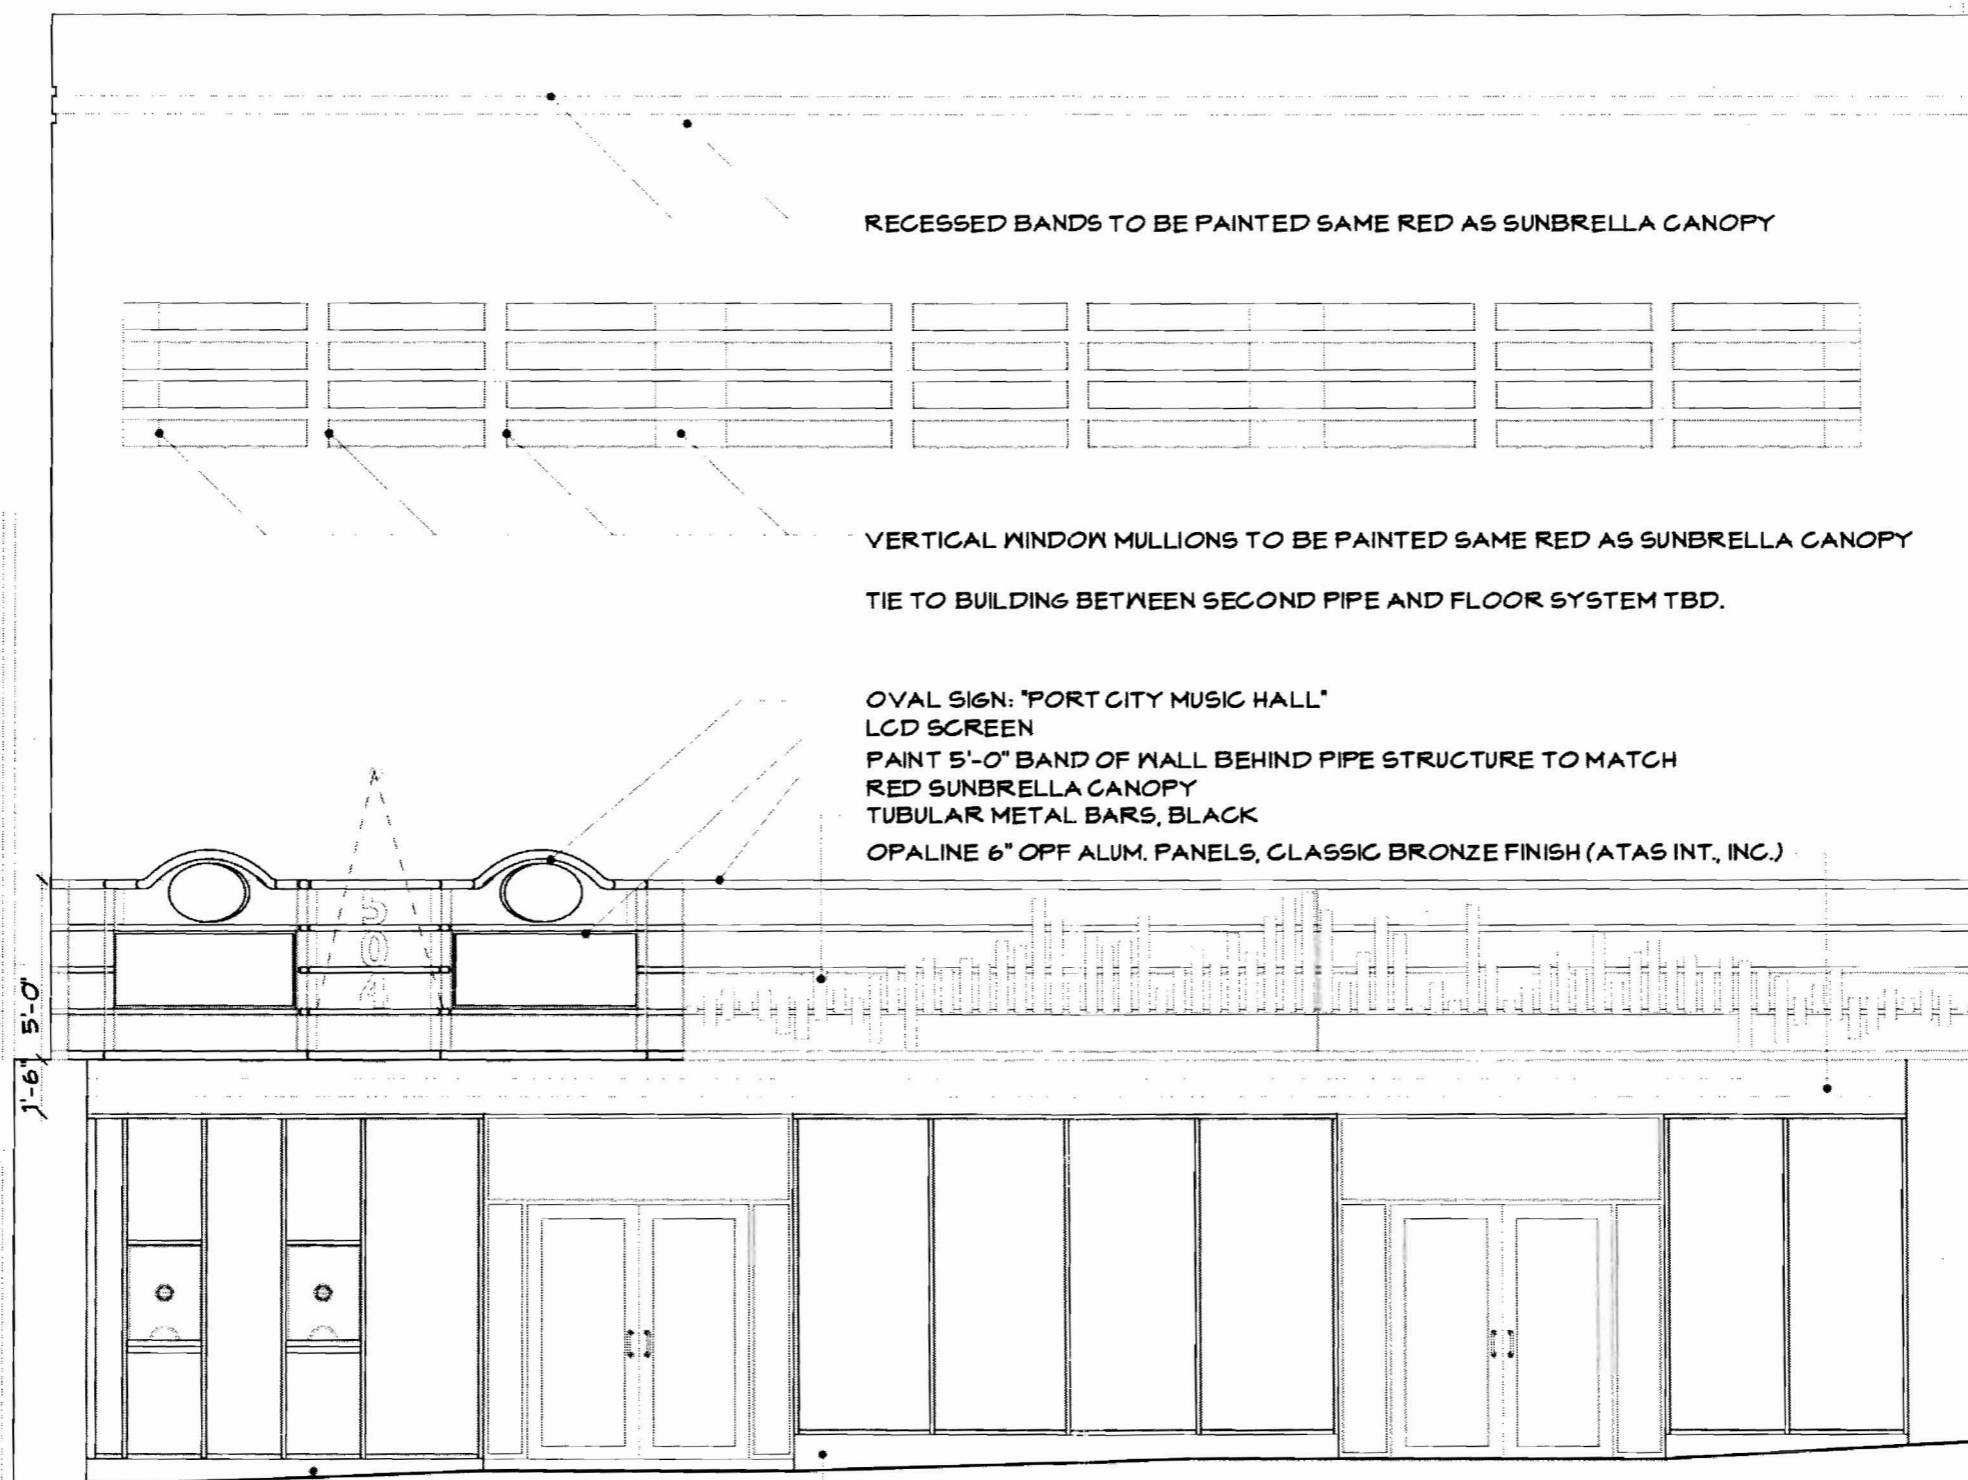 RECESSED BANDS TO BE PAINTED SAME RED AS SUNBRELLA CANOPY
VERTICAL WINDOW MULLIONS TO BE PAINTED SAME RED AS SUNBRELLA CANOPY
TIE TO BUILDING BETWEEN SECOND PIPE AND FLOOR SYSTEM TBD.
OVAL SIGN: "PORT CITY MUSIC HALL"
LCD SCREEN
PAINT 5'-0" BAND OF WALL BEHIND PIPE STRUCTURE TO MATCH
RED SUNBRELLA CANOPY
TUBULAR METAL BARS, BLACK
OPALINE 6" OPF ALUM. PANELS, CLASSIC BRONZE FINISH (ATAS INT., INC.)
504
5'-0"
1'-6"